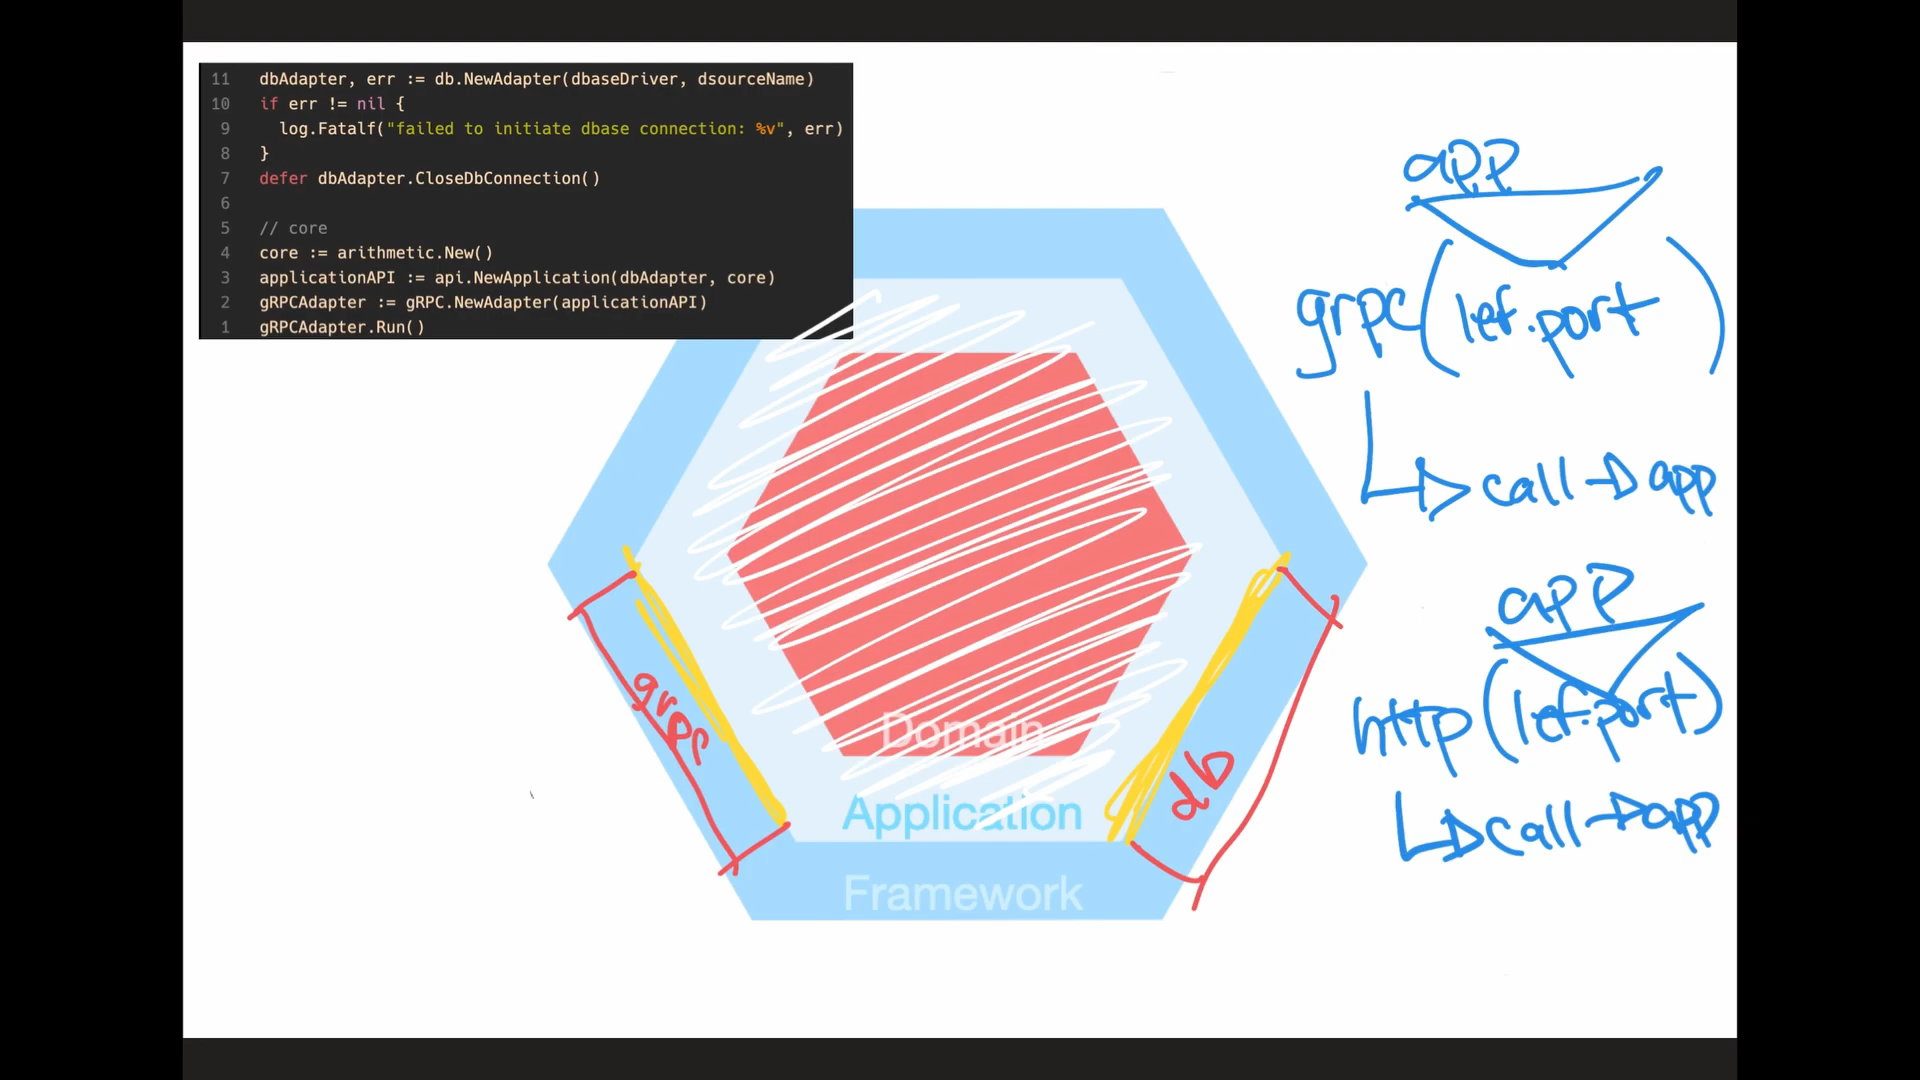 11 dbAdapter, err := db.NewAdapter(dbaseDriver, dsourceName)
10 if err != nil {
9 log.Fatalf("failed to initiate dbase connection: %v", err)
8 }
7 defer dbAdapter.CloseDbConnection()
6
5 // core
4 core := arithmetic.New()
3 applicationAPI := api.NewApplication(dbAdapter, core)
2 gRPCAdapter := gRPC.NewAdapter(applicationAPI)
1 gRPCAdapter.Run()
app
grpc(lef.port)
call → app
app
http(lef.port)
call → app
grpc
db
Domain
Application
Framework